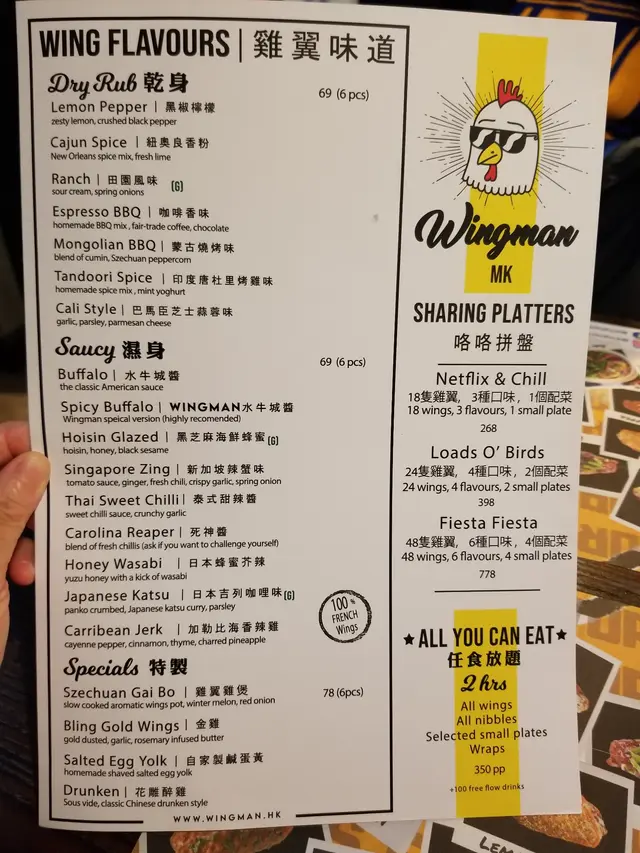 WING FLAVOURS | 雞翼味道
Dry Rub 乾身
69 (6 pcs)
Lemon Pepper | 黑椒檸檬
zesty lemon, crushed black pepper
Cajun Spice | 紐奧良香粉
New Orleans spice mix, fresh lime
Ranch | 田園風味 (G)
sour cream, spring onions
Espresso BBQ | 咖啡香味
homemade BBQ mix, fair-trade coffee, chocolate
Mongolian BBQ | 蒙古燒烤味
blend of cumin, Szechuan peppercorn
Tandoori Spice | 印度唐杜里烤雞味
homemade spice mix, mint yoghurt
Cali Style | 巴馬臣芝士蒜蓉味
garlic, parsley, parmesan cheese
Saucy 濕身
69 (6 pcs)
Buffalo | 水牛城醬
the classic American sauce
Spicy Buffalo | WINGMAN水牛城醬
Wingman speical version (highly recomended)
Hoisin Glazed | 黑芝麻海鮮蜂蜜 (G)
hoisin, honey, black sesame
Singapore Zing | 新加坡辣蟹味
tomato sauce, ginger, fresh chili, crispy garlic, spring onion
Thai Sweet Chilli | 泰式甜辣醬
sweet chilli sauce, crunchy garlic
Carolina Reaper | 死神醬
blend of fresh chillis (ask if you want to challenge yourself)
Honey Wasabi | 日本蜂蜜芥辣
yuzu honey with a kick of wasabi
Japanese Katsu | 日本吉列咖哩味 (G)
panko crumbed, Japanese katsu curry, parsley
Carribean Jerk | 加勒比海香辣雞
cayenne pepper, cinnamon, thyme, charred pineapple
100 %
FRENCH
Wings
Specials 特製
Szechuan Gai Bo | 雞翼雞煲
78 (6pcs)
slow cooked aromatic wings pot, winter melon, red onion
Bling Gold Wings | 金雞
gold dusted, garlic, rosemary infused butter
Salted Egg Yolk | 自家製鹹蛋黃
homemade shaved salted egg yolk
Drunken | 花雕醉雞
Sous vide, classic Chinese drunken style
WWW.WINGMAN.HK
Wingman
MK
SHARING PLATTERS
咯咯拼盤
Netflix & Chill
18隻雞翼, 3種口味, 1個配菜
18 wings, 3 flavours, 1 small plate
268
Loads O' Birds
24隻雞翼, 4種口味, 2個配菜
24 wings, 4 flavours, 2 small plates
398
Fiesta Fiesta
48隻雞翼, 6種口味, 4個配菜
48 wings, 6 flavours, 4 small plates
778
★ ALL YOU CAN EAT ★
任食放題
2 hrs
All wings
All nibbles
Selected small plates
Wraps
350 pp
+100 free flow drinks